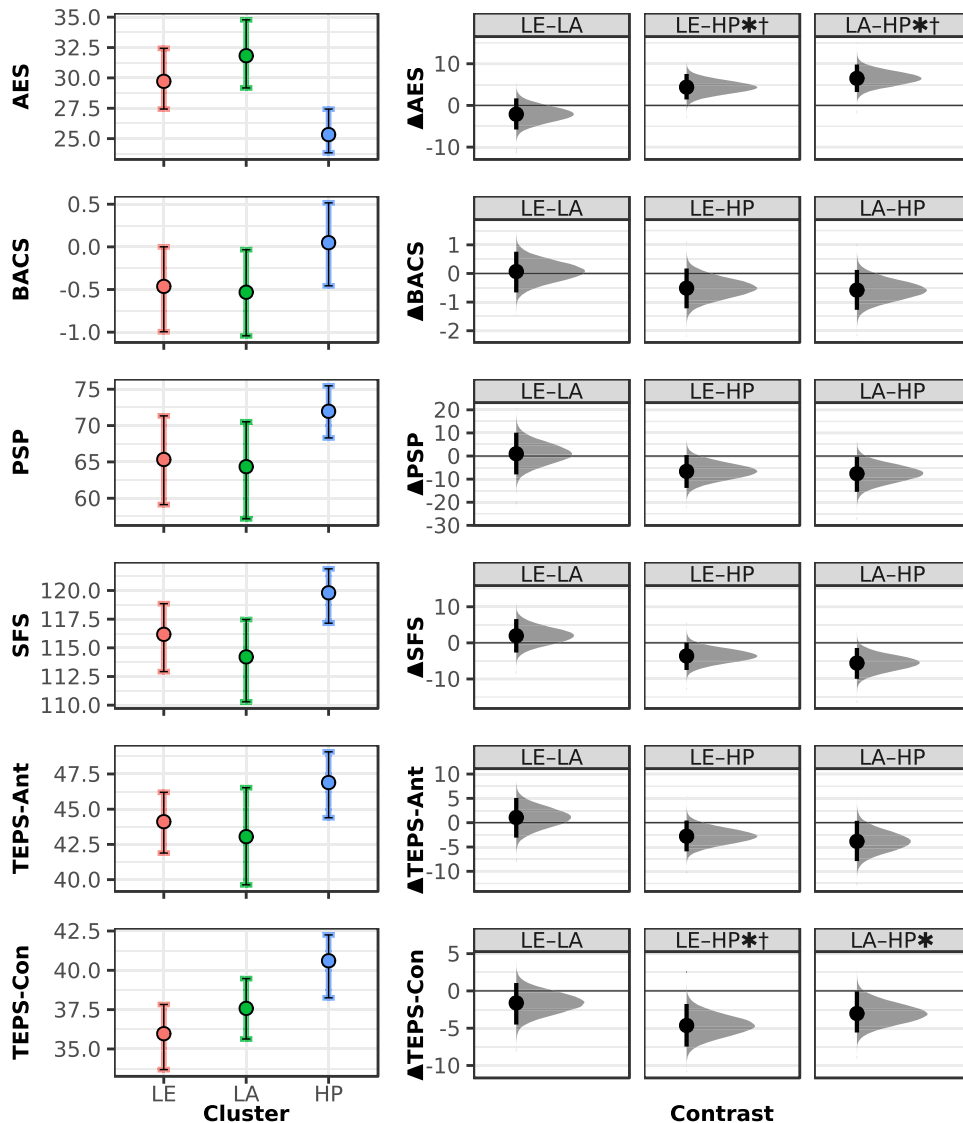 AES
35.0
32.5
30.0
27.5
25.0
ΔAES
10
0
-10
LE–LA
LE–HP✱†
LA–HP✱†
BACS
0.5
0.0
-0.5
-1.0
ΔBACS
1
0
-1
-2
LE–LA
LE–HP
LA–HP
PSP
75
70
65
60
ΔPSP
20
10
0
-10
-20
-30
LE–LA
LE–HP
LA–HP
SFS
120.0
117.5
115.0
112.5
110.0
ΔSFS
10
0
-10
LE–LA
LE–HP
LA–HP
TEPS-Ant
47.5
45.0
42.5
40.0
ΔTEPS-Ant
10
5
0
-5
-10
LE–LA
LE–HP
LA–HP
TEPS-Con
42.5
40.0
37.5
35.0
ΔTEPS-Con
5
0
-5
-10
LE–LA
LE–HP✱†
LA–HP✱
LE LA HP
Cluster
Contrast